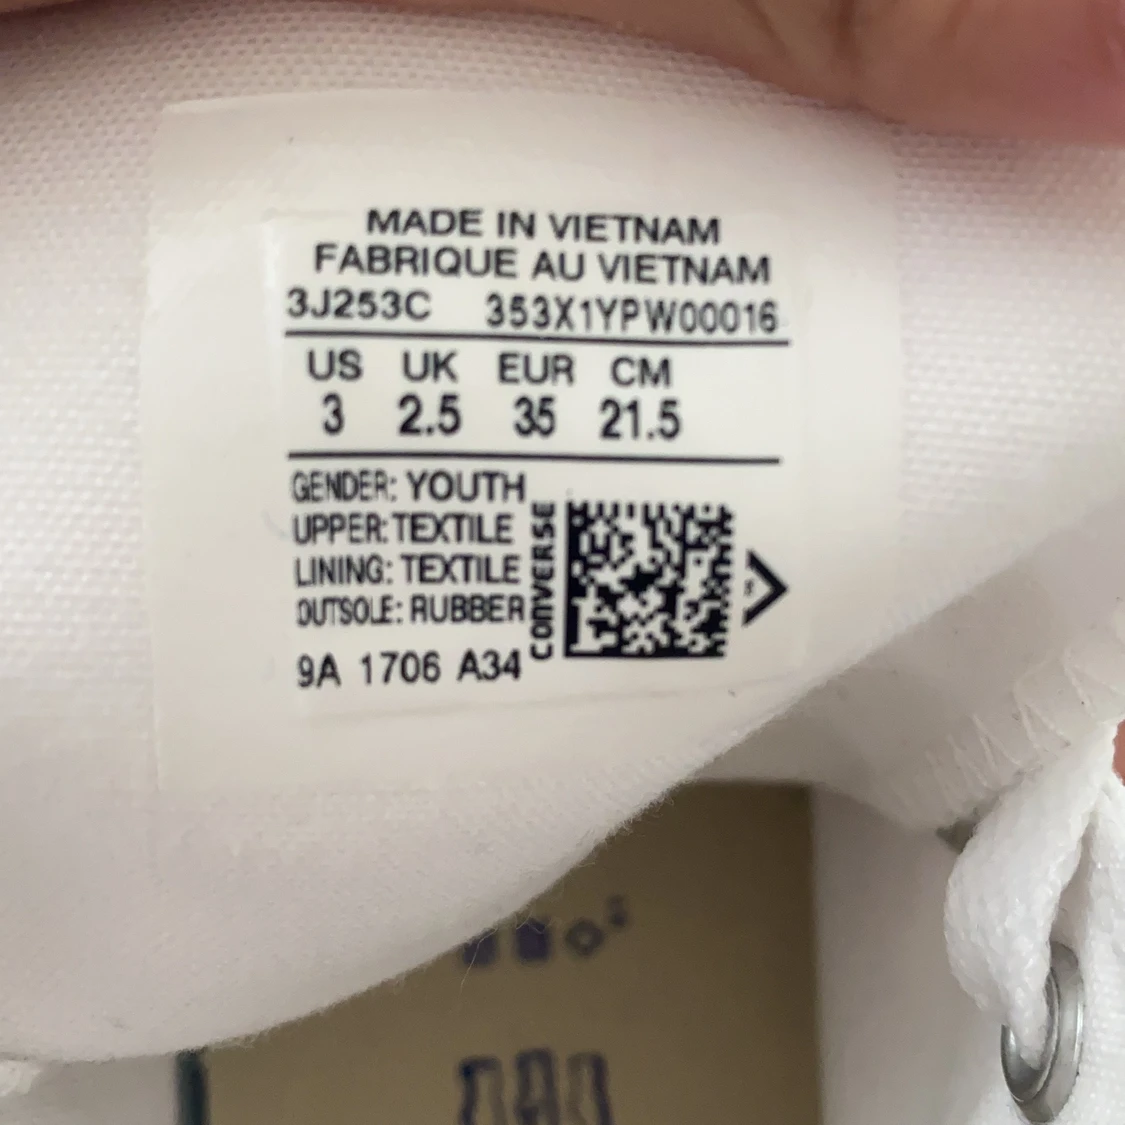 MADE IN VIETNAM
FABRIQUE AU VIETNAM
3J253C 353X1YPW00016
US UK EUR CM
3 2.5 35 21.5
GENDER: YOUTH
UPPER: TEXTILE
LINING: TEXTILE
OUTSOLE: RUBBER
CONVERSE
9A 1706 A34